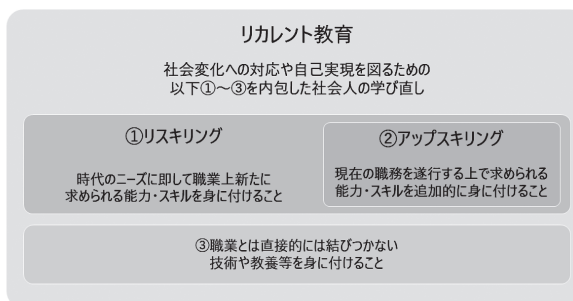 リカレント教育
社会変化への対応や自己実現を図るための
以下①～③を内包した社会人の学び直し
①リスキリング
時代のニーズに即して職業上新たに
求められる能力・スキルを身に付けること
②アップスキリング
現在の職務を遂行する上で求められる
能力・スキルを追加的に身に付けること
③職業とは直接的には結びつかない
技術や教養等を身に付けること